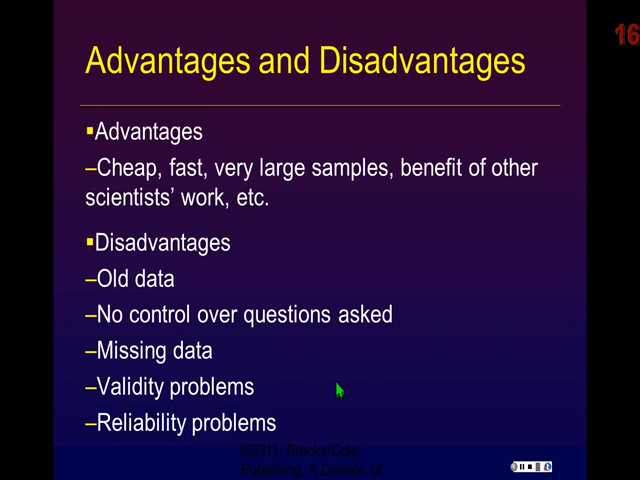 16
Advantages and Disadvantages
▪Advantages
–Cheap, fast, very large samples, benefit of other
scientists’ work, etc.
▪Disadvantages
–Old data
–No control over questions asked
–Missing data
–Validity problems
–Reliability problems
©2011, Brooks/Cole
Publishing, A Division of